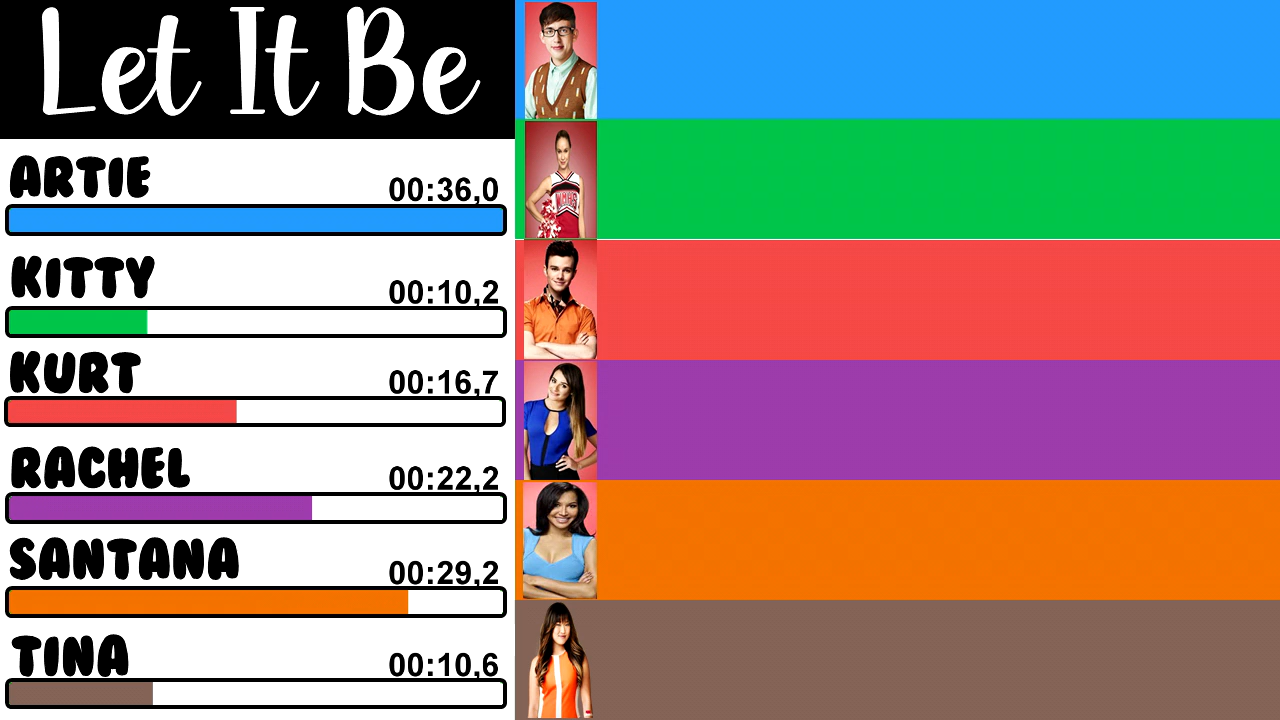 Let It Be
ARTIE
00:36,0
KITTY
00:10,2
KURT
00:16,7
RACHEL
00:22,2
SANTANA
00:29,2
TINA
00:10,6
WMHS